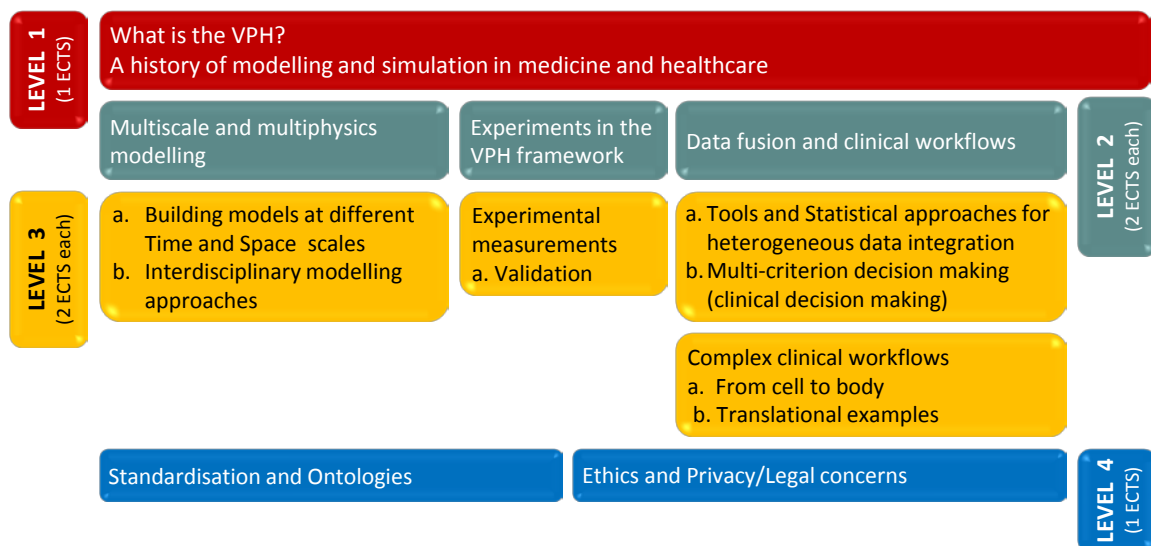 LEVEL 1
(1 ECTS)
What is the VPH?
A history of modelling and simulation in medicine and healthcare
Multiscale and multiphysics
modelling
Experiments in the
VPH framework
Data fusion and clinical workflows
LEVEL 2
(2 ECTS each)
LEVEL 3
(2 ECTS each)
a. Building models at different
Time and Space scales
b. Interdisciplinary modelling
approaches
Experimental
measurements
a. Validation
a. Tools and Statistical approaches for
heterogeneous data integration
b. Multi-criterion decision making
(clinical decision making)
Complex clinical workflows
a. From cell to body
b. Translational examples
Standardisation and Ontologies
Ethics and Privacy/Legal concerns
LEVEL 4
(1 ECTS)